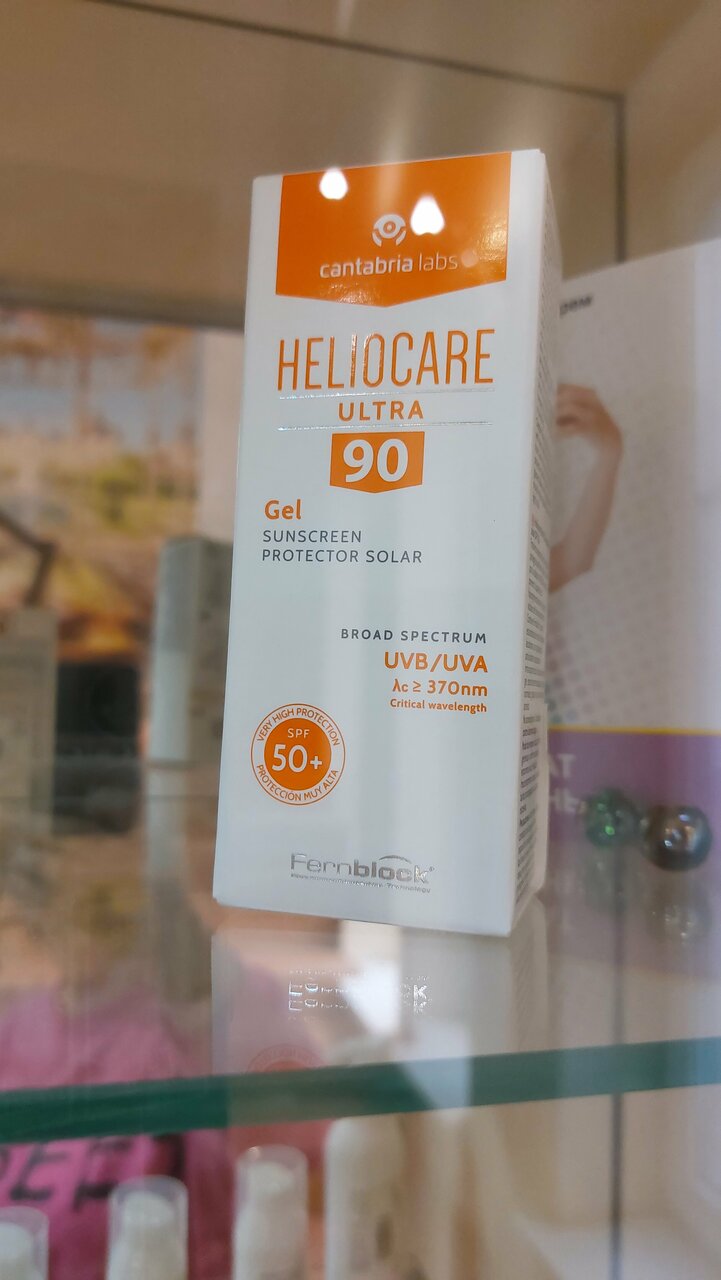 cantabria labs
HELIOCARE
ULTRA
90
Gel
SUNSCREEN
PROTECTOR SOLAR
BROAD SPECTRUM
UVB/UVA
λc ≥ 370nm
Critical wavelength
VERY HIGH PROTECTION
SPF
50+
PROTECCIÓN MUY ALTA
Fernblock®